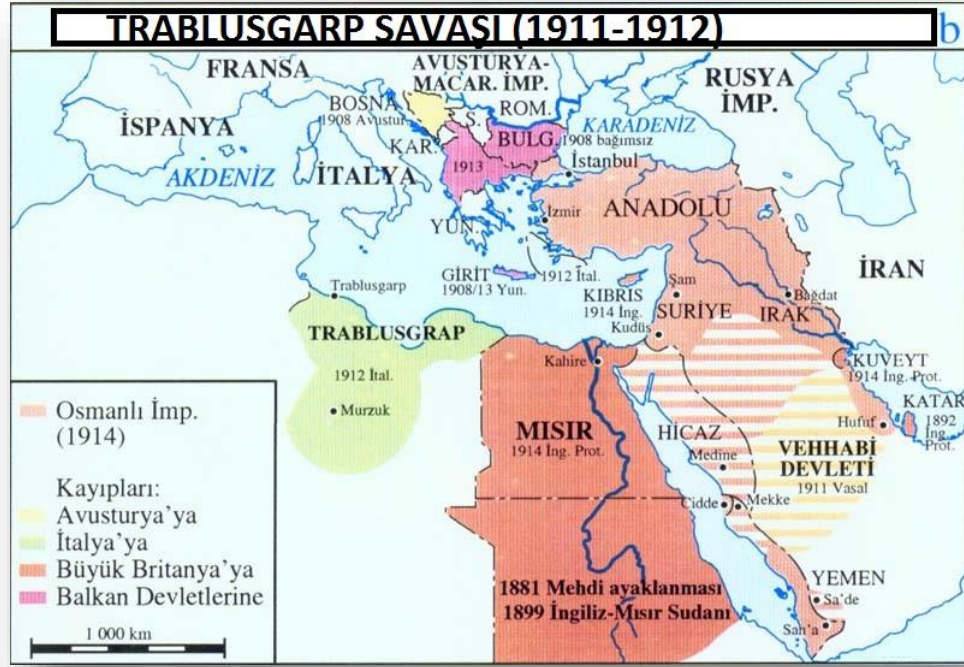 TRABLUSGARP SAVAŞI (1911-1912)
b
FRANSA
AVUSTURYA-
MACAR. İMP.
RUSYA
İMP.
BOSNA
1908 Avustur.
ROM.
S.
İSPANYA
KAR.
BULG.
1908 bağımsız
KARADENİZ
İstanbul
AKDENİZ
İTALYA
1913
ANADOLU
İzmir
YUN.
GİRİT
1908/13 Yun.
1912 İtal.
KIBRIS
1914 İng.
Şam
SURİYE
Kudüs
Bağdat
IRAK
İRAN
Trablusgarp
TRABLUSGRAP
1912 İtal.
Murzuk
Kahire
KUVEYT
1914 İng. Prot.
KATAR
1892
İng.
Prot.
Hufuf
MISIR
1914 İng. Prot.
HİCAZ
Medine
VEHHABİ
DEVLETİ
1911 Vasal
Cidde
Mekke
1881 Mehdi ayaklanması
1899 İngiliz-Mısır Sudanı
YEMEN
Sa'de
San'a
Osmanlı İmp.
(1914)
Kayıpları:
Avusturya'ya
İtalya'ya
Büyük Britanya'ya
Balkan Devletlerine
1 000 km